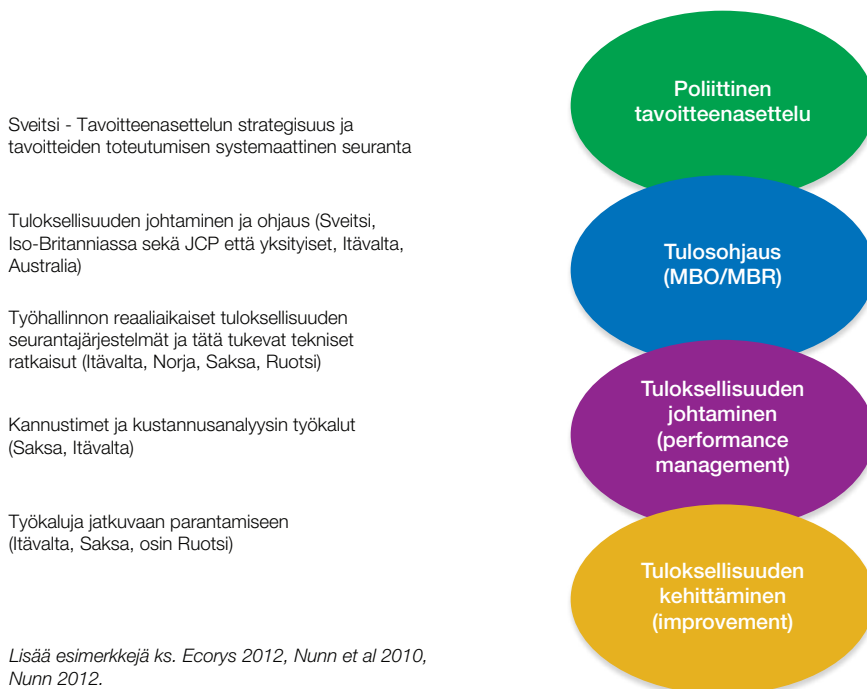 Sveitsi - Tavoitteenasettelun strategisuus ja
tavoitteiden toteutumisen systemaattinen seuranta
Tuloksellisuuden johtaminen ja ohjaus (Sveitsi,
Iso-Britanniassa sekä JCP että yksityiset, Itävalta,
Australia)
Työhallinnon reaaliaikaiset tuloksellisuuden
seurantajärjestelmät ja tätä tukevat tekniset
ratkaisut (Itävalta, Norja, Saksa, Ruotsi)
Kannustimet ja kustannusanalyysin työkalut
(Saksa, Itävalta)
Työkaluja jatkuvaan parantamiseen
(Itävalta, Saksa, osin Ruotsi)
Lisää esimerkkejä ks. Ecorys 2012, Nunn et al 2010,
Nunn 2012.
Poliittinen
tavoitteenasettelu
Tulosohjaus
(MBO/MBR)
Tuloksellisuuden
johtaminen
(performance
management)
Tuloksellisuuden
kehittäminen
(improvement)